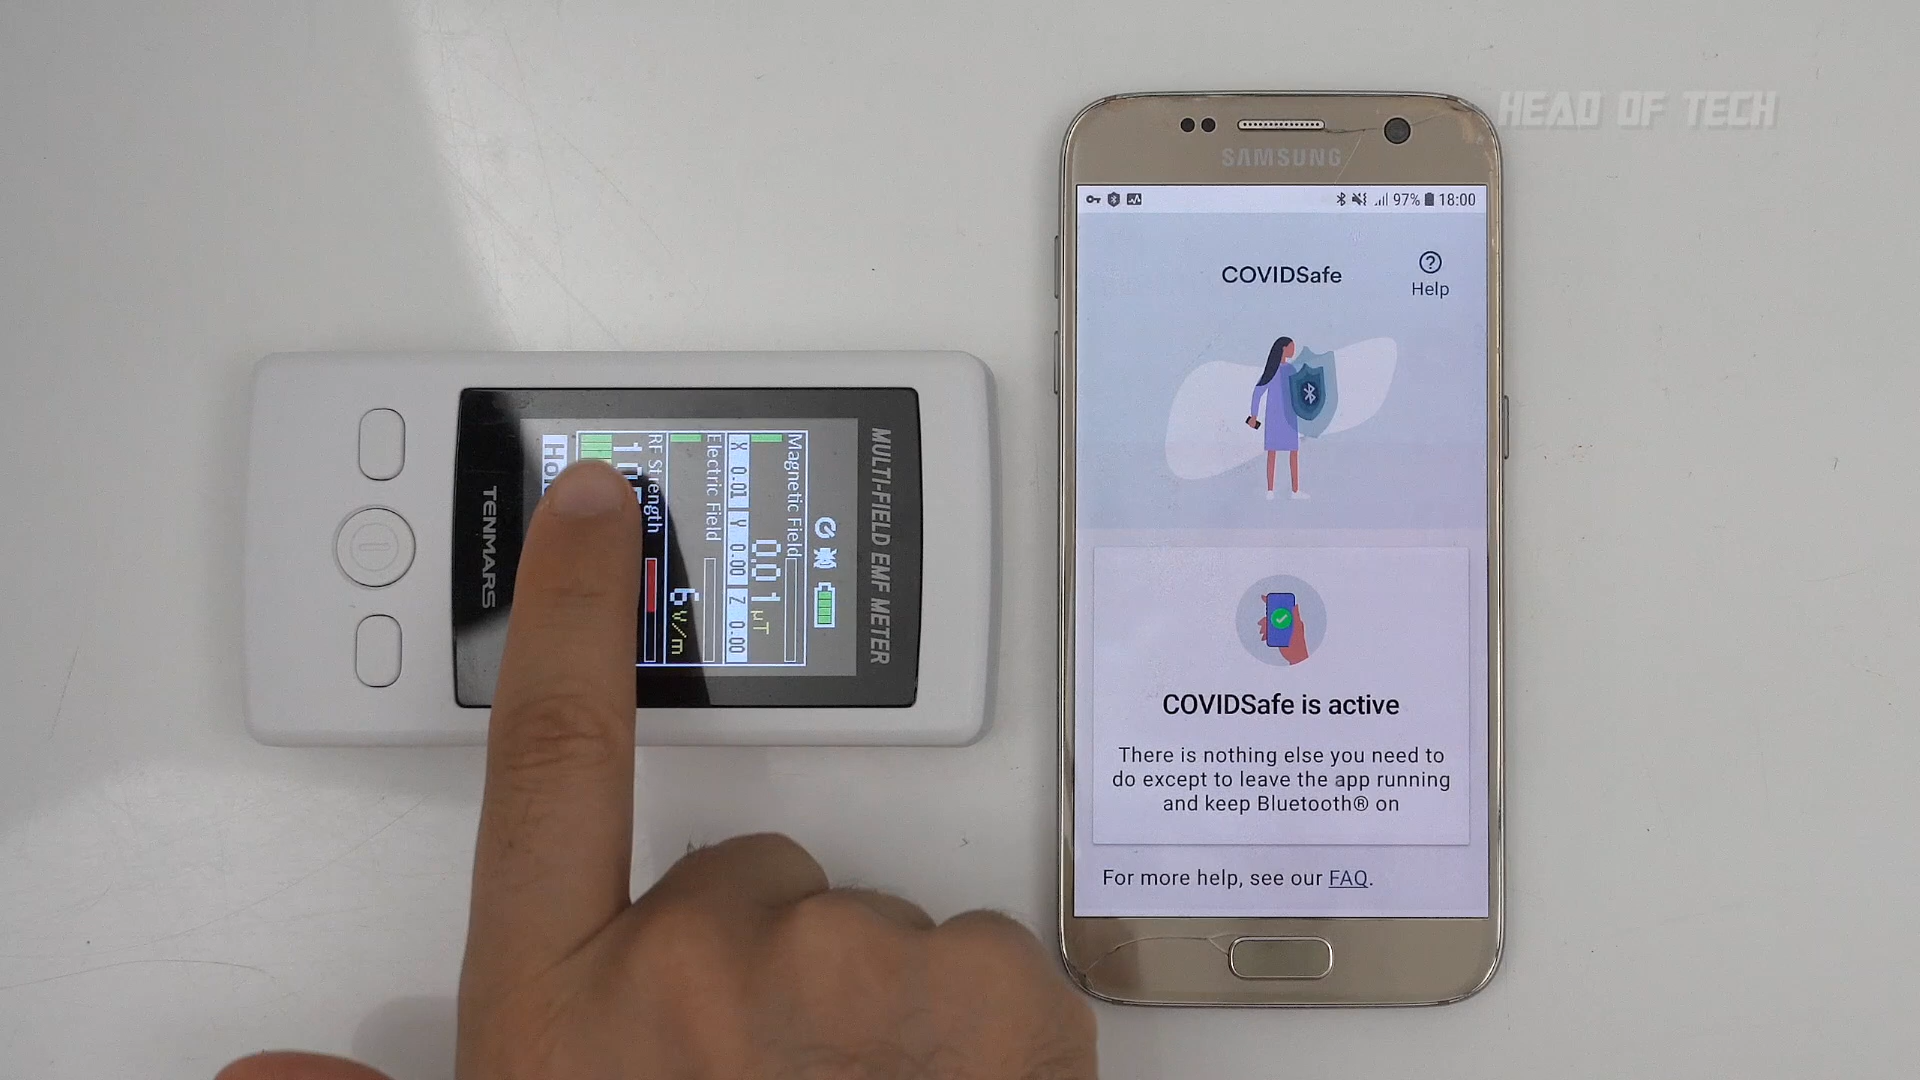 HEAD OF TECH
SAMSUNG
97% 18:00
COVIDSafe
Help
COVIDSafe is active
There is nothing else you need to
do except to leave the app running
and keep Bluetooth® on
For more help, see our FAQ.
MULTI-FIELD EMF METER
Magnetic Field
0.01 μT
X 0.01 Y 0.00 Z 0.00
Electric Field
6 V/m
RF Strength
TENMARS